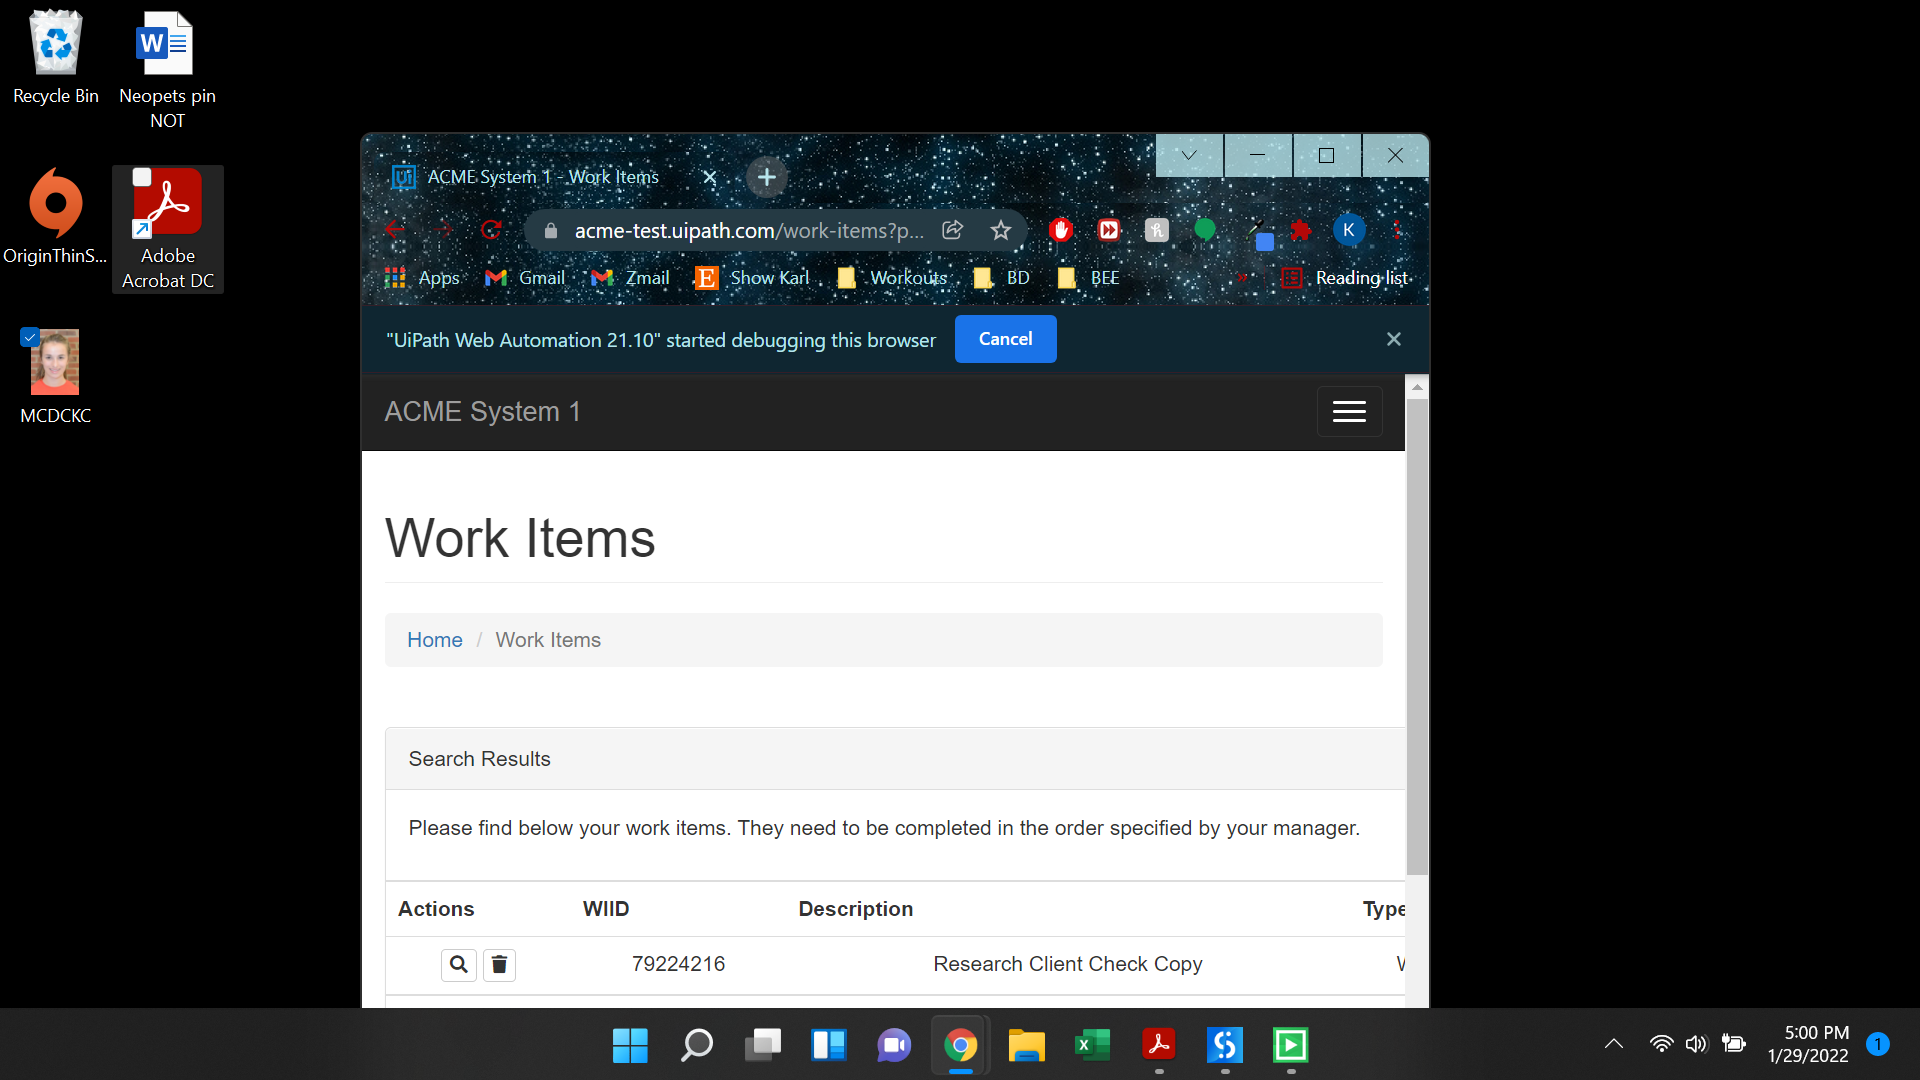 Recycle Bin
Neopets pin
NOT
OriginThinS...
Adobe
Acrobat DC
MCDCKC
ACME System 1 - Work Items
acme-test.uipath.com/work-items?p...
K
Apps
Gmail
Zmail
Show Karl
Workouts
BD
BEE
»
Reading list
"UiPath Web Automation 21.10" started debugging this browser
Cancel
ACME System 1
Work Items
Home / Work Items
Search Results
Please find below your work items. They need to be completed in the order specified by your manager.
Actions WIID Description Type
79224216 Research Client Check Copy
5:00 PM
1/29/2022
1